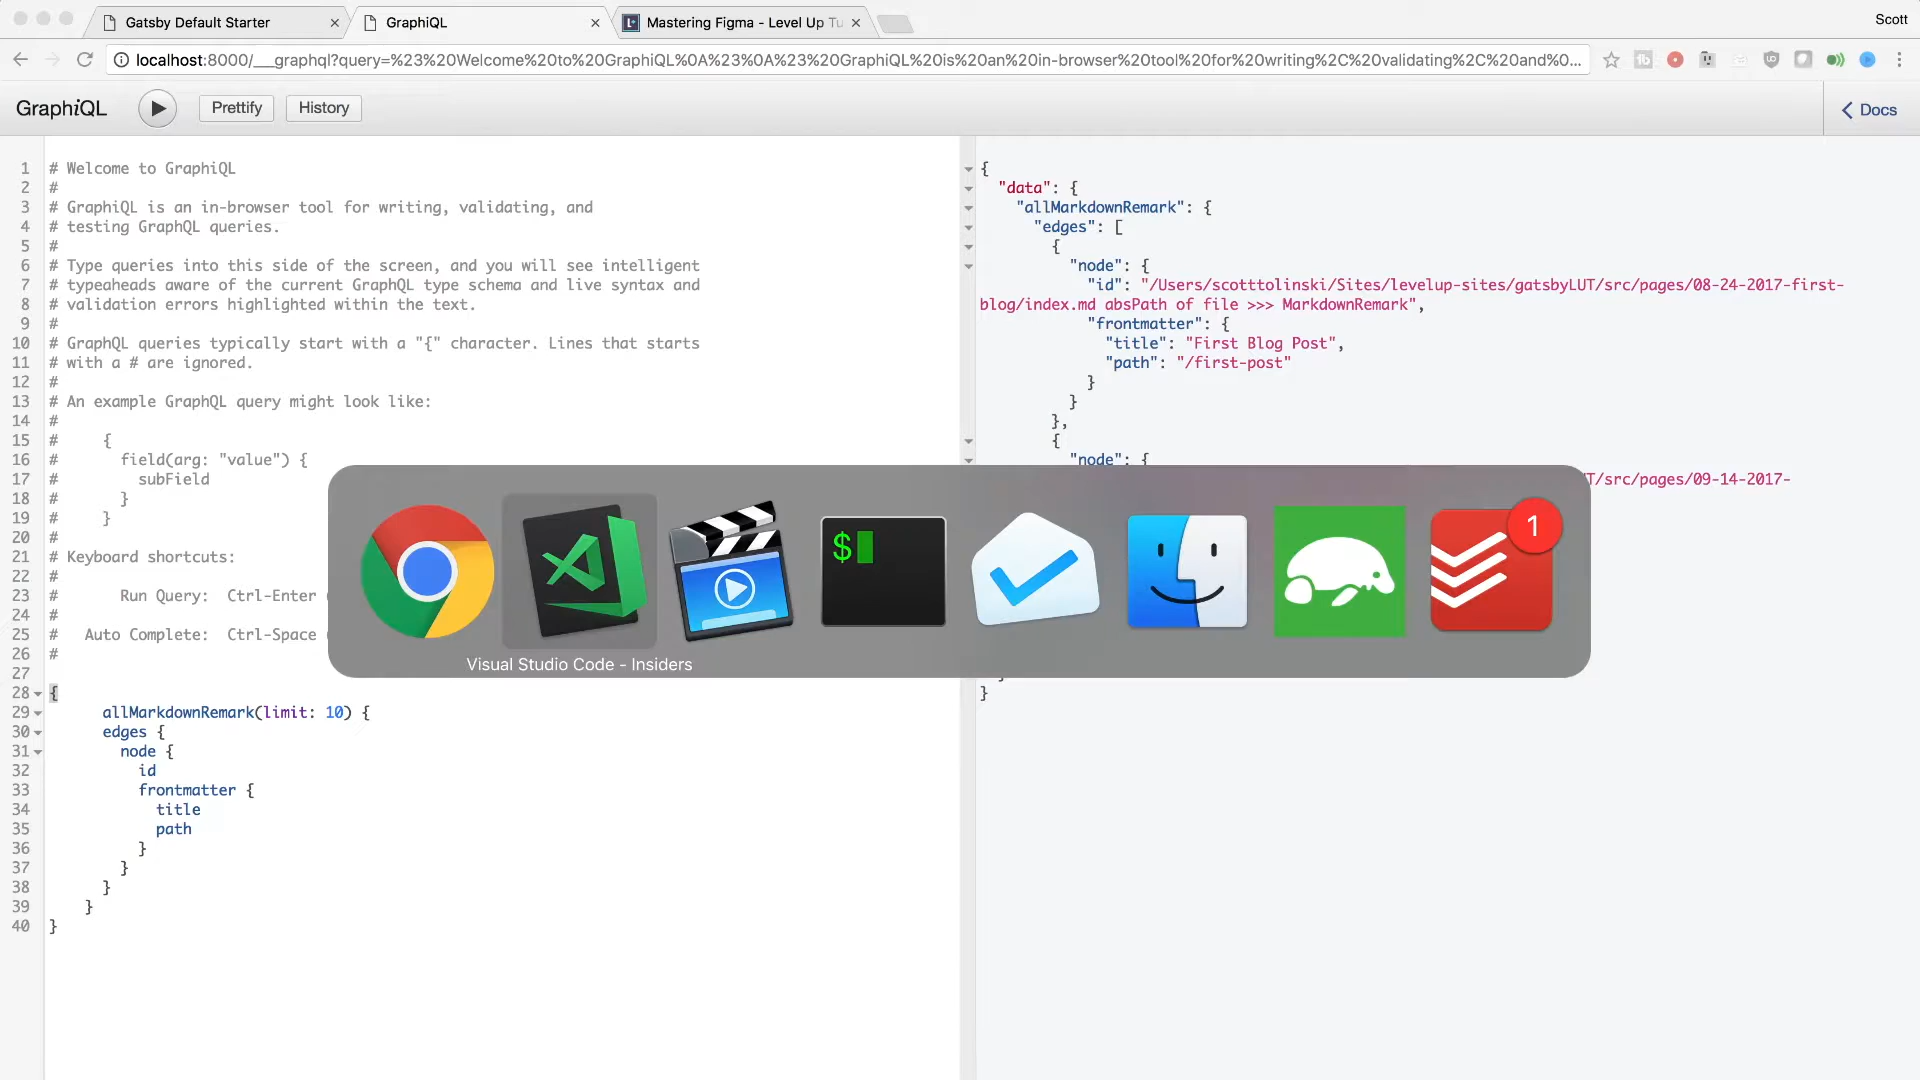 Gatsby Default Starter
GraphiQL
Mastering Figma - Level Up Tu
Scott
localhost:8000/___graphql?query=%23%20Welcome%20to%20GraphiQL%0A%23%0A%23%20GraphiQL%20is%20an%20in-browser%20tool%20for%20writing%2C%20validating%2C%20and%0...
GraphiQL
Prettify
History
Docs
1 # Welcome to GraphiQL
2 #
3 # GraphiQL is an in-browser tool for writing, validating, and
4 # testing GraphQL queries.
5 #
6 # Type queries into this side of the screen, and you will see intelligent
7 # typeaheads aware of the current GraphQL type schema and live syntax and
8 # validation errors highlighted within the text.
9 #
10 # GraphQL queries typically start with a "{" character. Lines that starts
11 # with a # are ignored.
12 #
13 # An example GraphQL query might look like:
14 #
15 #     {
16 #       field(arg: "value") {
17 #         subField
18 #       }
19 #     }
20 #
21 # Keyboard shortcuts:
22 #
23 #       Run Query:  Ctrl-Enter
24 #
25 #   Auto Complete:  Ctrl-Space
26 #
27
28 {
29       allMarkdownRemark(limit: 10) {
30       edges {
31         node {
32           id
33           frontmatter {
34             title
35             path
36           }
37         }
38       }
39     }
40 }
{
  "data": {
    "allMarkdownRemark": {
      "edges": [
        {
          "node": {
            "id": "/Users/scotttolinski/Sites/levelup-sites/gatsbyLUT/src/pages/08-24-2017-first-
blog/index.md absPath of file >>> MarkdownRemark",
            "frontmatter": {
              "title": "First Blog Post",
              "path": "/first-post"
            }
          }
        },
        {
          "node": {
T/src/pages/09-14-2017-
}
$
1
Visual Studio Code - Insiders